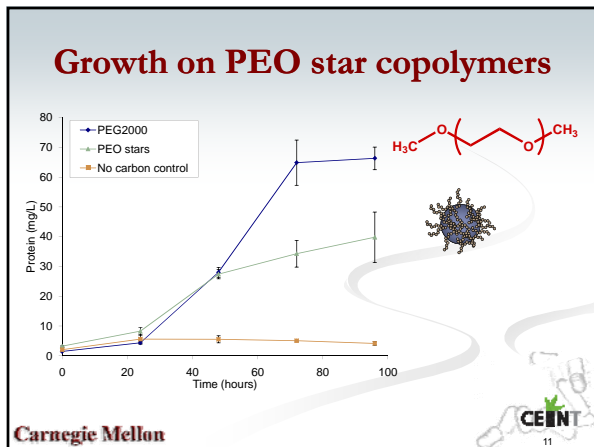 Growth on PEO star copolymers
80
70
60
50
40
30
20
10
0
0
20
40
60
80
100
Protein (mg/L)
Time (hours)
PEG2000
PEO stars
No carbon control
H₃C
O
O
CH₃
Carnegie Mellon
CEINT
11